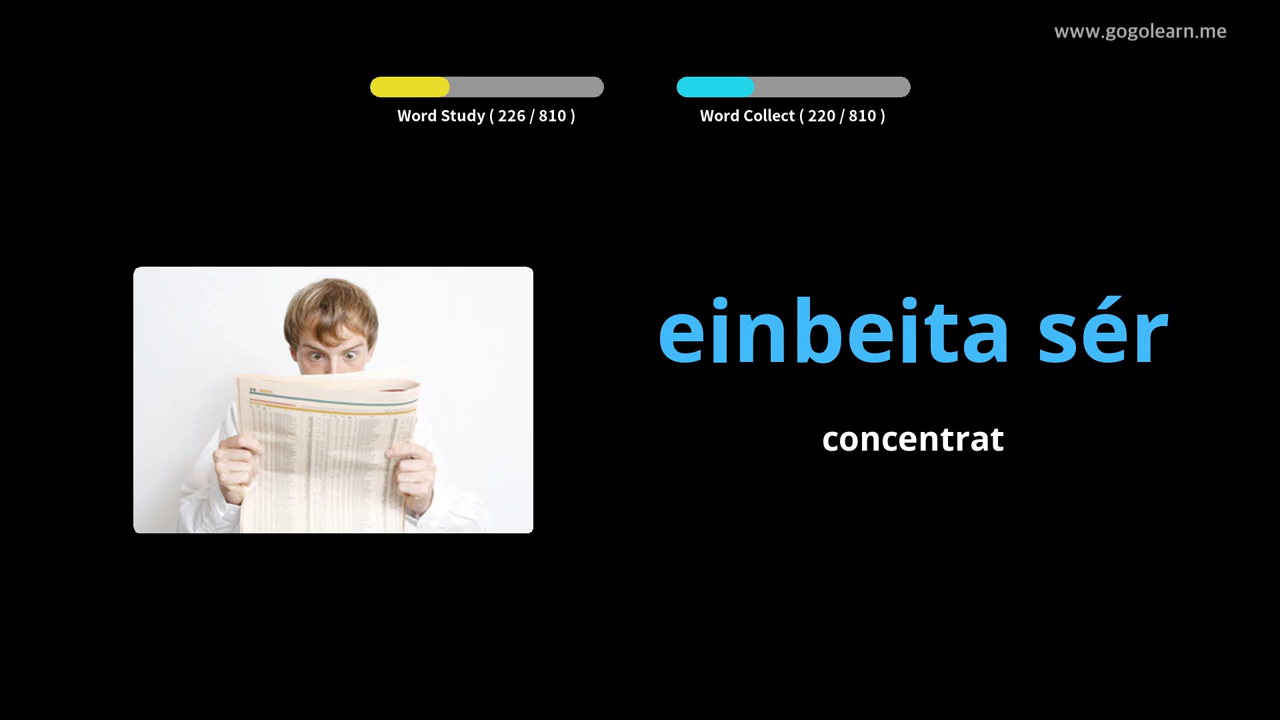 www.gogolearn.me
Word Study ( 226 / 810 )
Word Collect ( 220 / 810 )
einbeita sér
concentrat